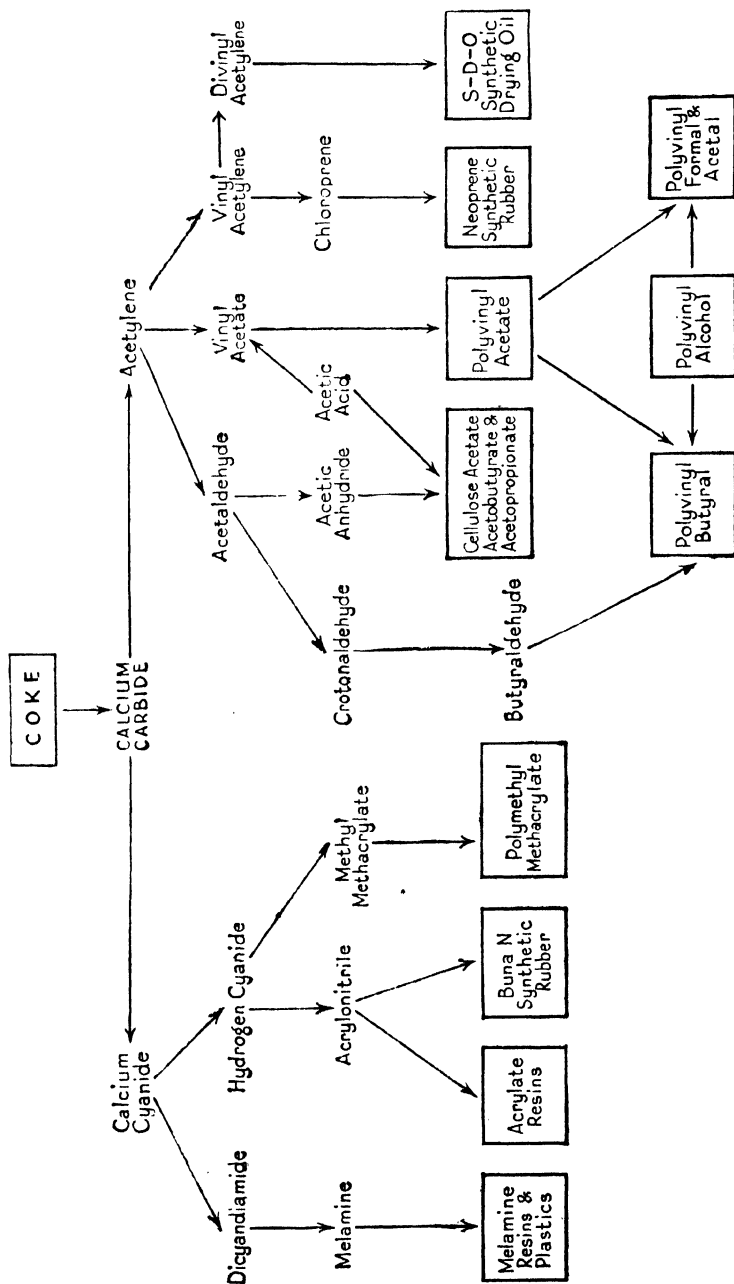 COKE
CALCIUM
CARBIDE
Calcium
Cyanide
Acetylene
Dicyandiamide
Hydrogen Cyanide
Acetaldehyde
Vinyl
Acetate
Vinyl
Acetylene
Divinyl
Acetylene
Melamine
Acrylonitrile
Methyl
Methacrylate
Crotonaldehyde
Acetic
Anhydride
Acetic
Acid
Chloroprene
Melamine
Resins &
Plastics
Acrylate
Resins
Buna N
Synthetic
Rubber
Polymethyl
Methacrylate
Butyraldehyde
Cellulose Acetate
Acetobutyrate &
Acetopropionate
Polyvinyl
Acetate
Neoprene
Synthetic
Rubber
S-D-O
Synthetic
Drying Oil
Polyvinyl
Butyral
Polyvinyl
Alcohol
Polyvinyl
Formal &
Acetal